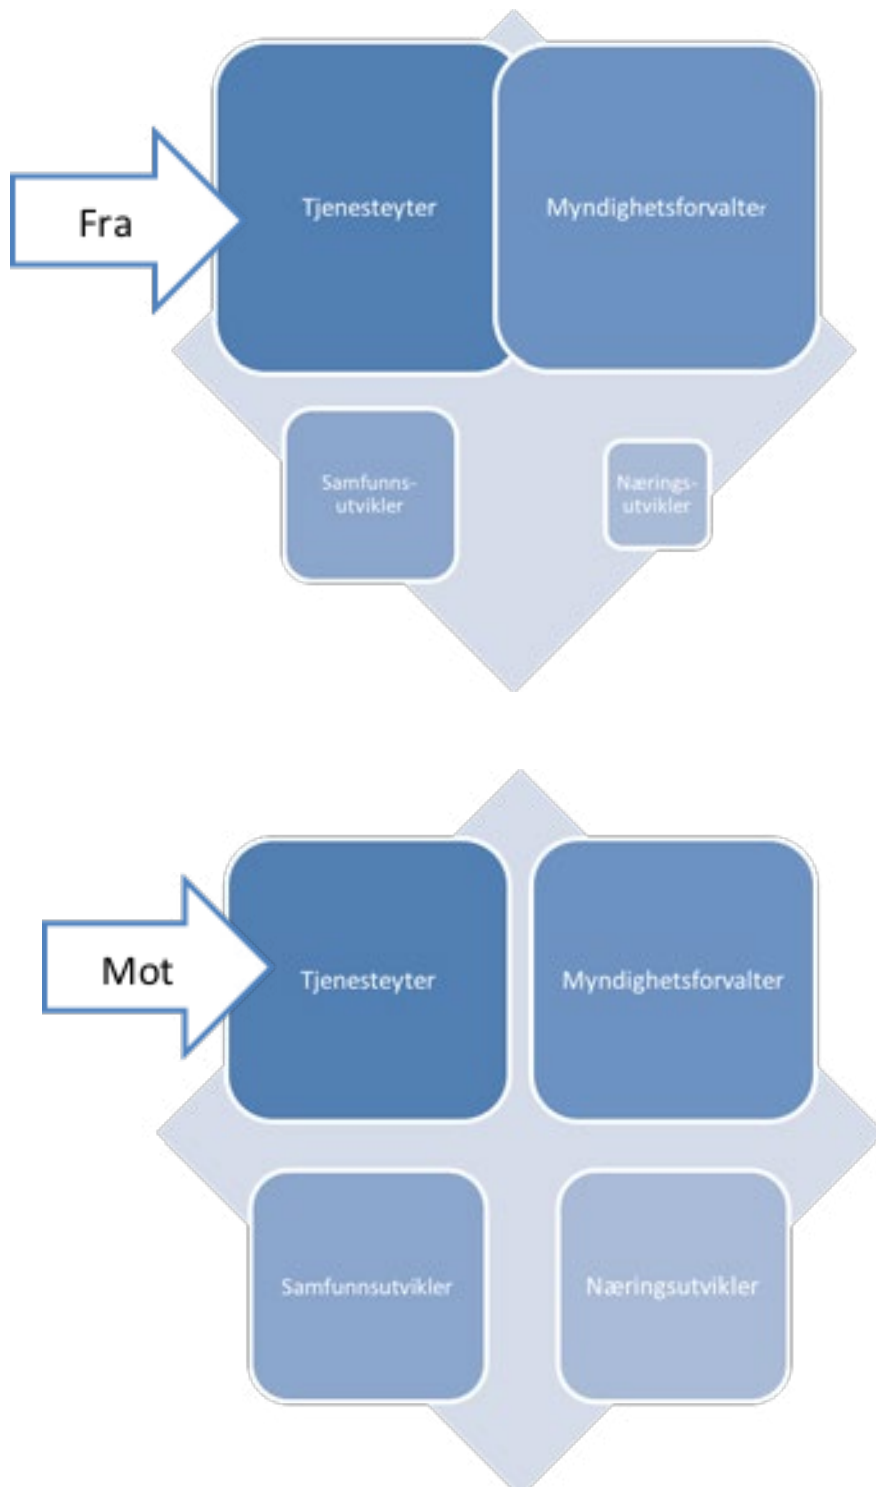 Fra
Tjenesteyter
Myndighetsforvalter
Samfunns-
utvikler
Nærings-
utvikler
Mot
Tjenesteyter
Myndighetsforvalter
Samfunnsutvikler
Næringsutvikler